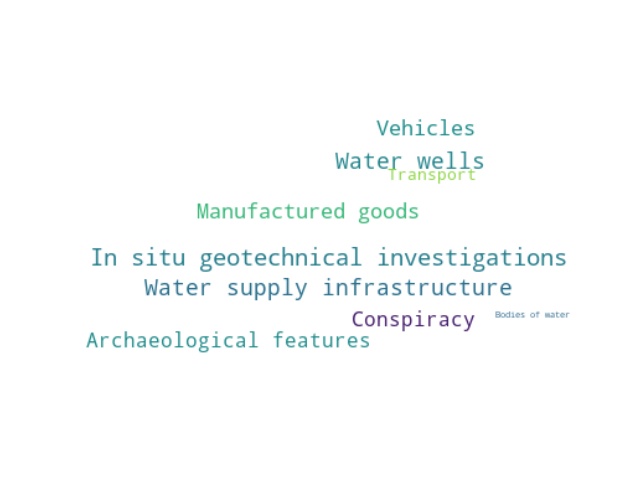 Vehicles
Water wells
Transport
Manufactured goods
In situ geotechnical investigations
Water supply infrastructure
Conspiracy
Bodies of water
Archaeological features